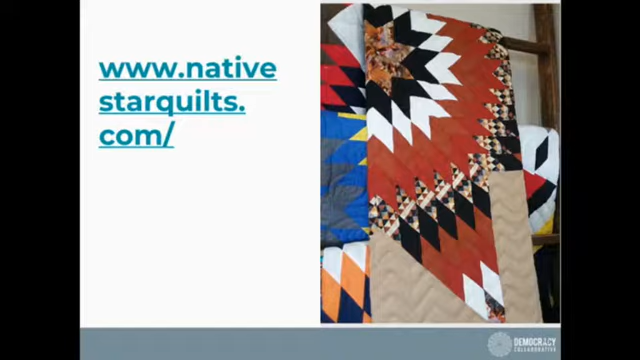 www.native
starquilts.
com/
DEMOCRACY
COLLABORATIVE